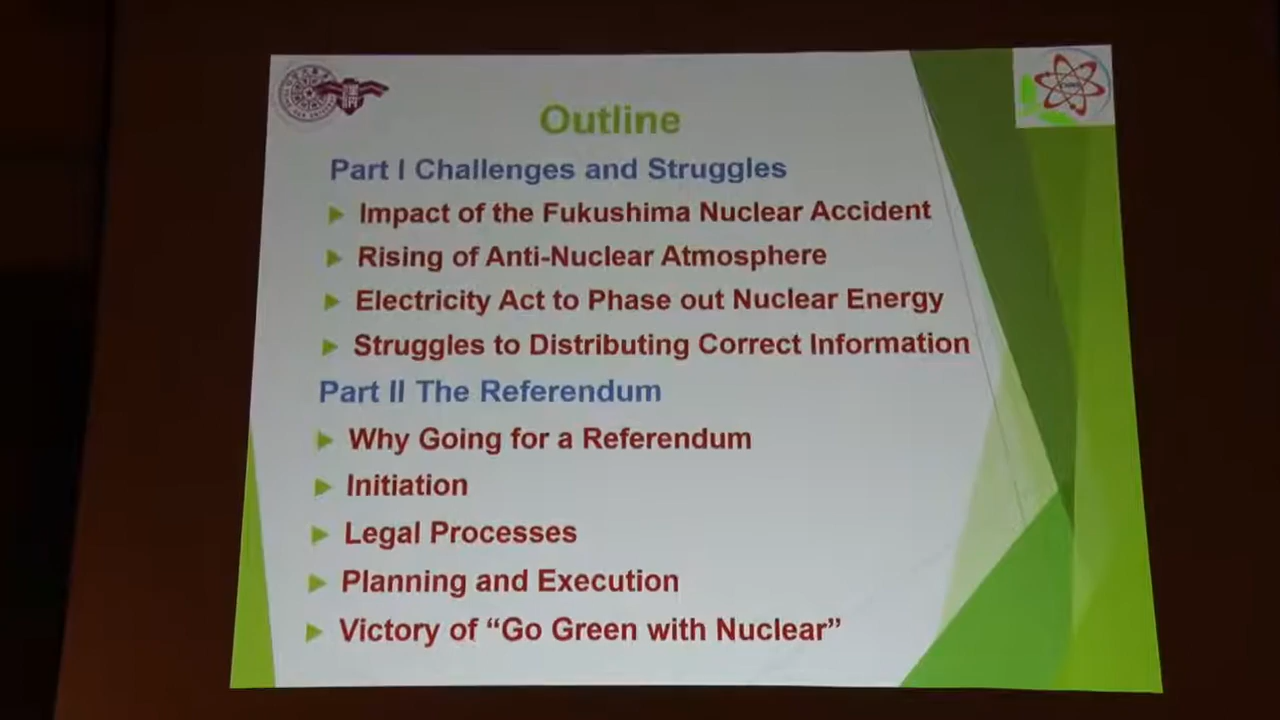 Outline
Part I Challenges and Struggles
Impact of the Fukushima Nuclear Accident
Rising of Anti-Nuclear Atmosphere
Electricity Act to Phase out Nuclear Energy
Struggles to Distributing Correct Information
Part II The Referendum
Why Going for a Referendum
Initiation
Legal Processes
Planning and Execution
Victory of “Go Green with Nuclear”